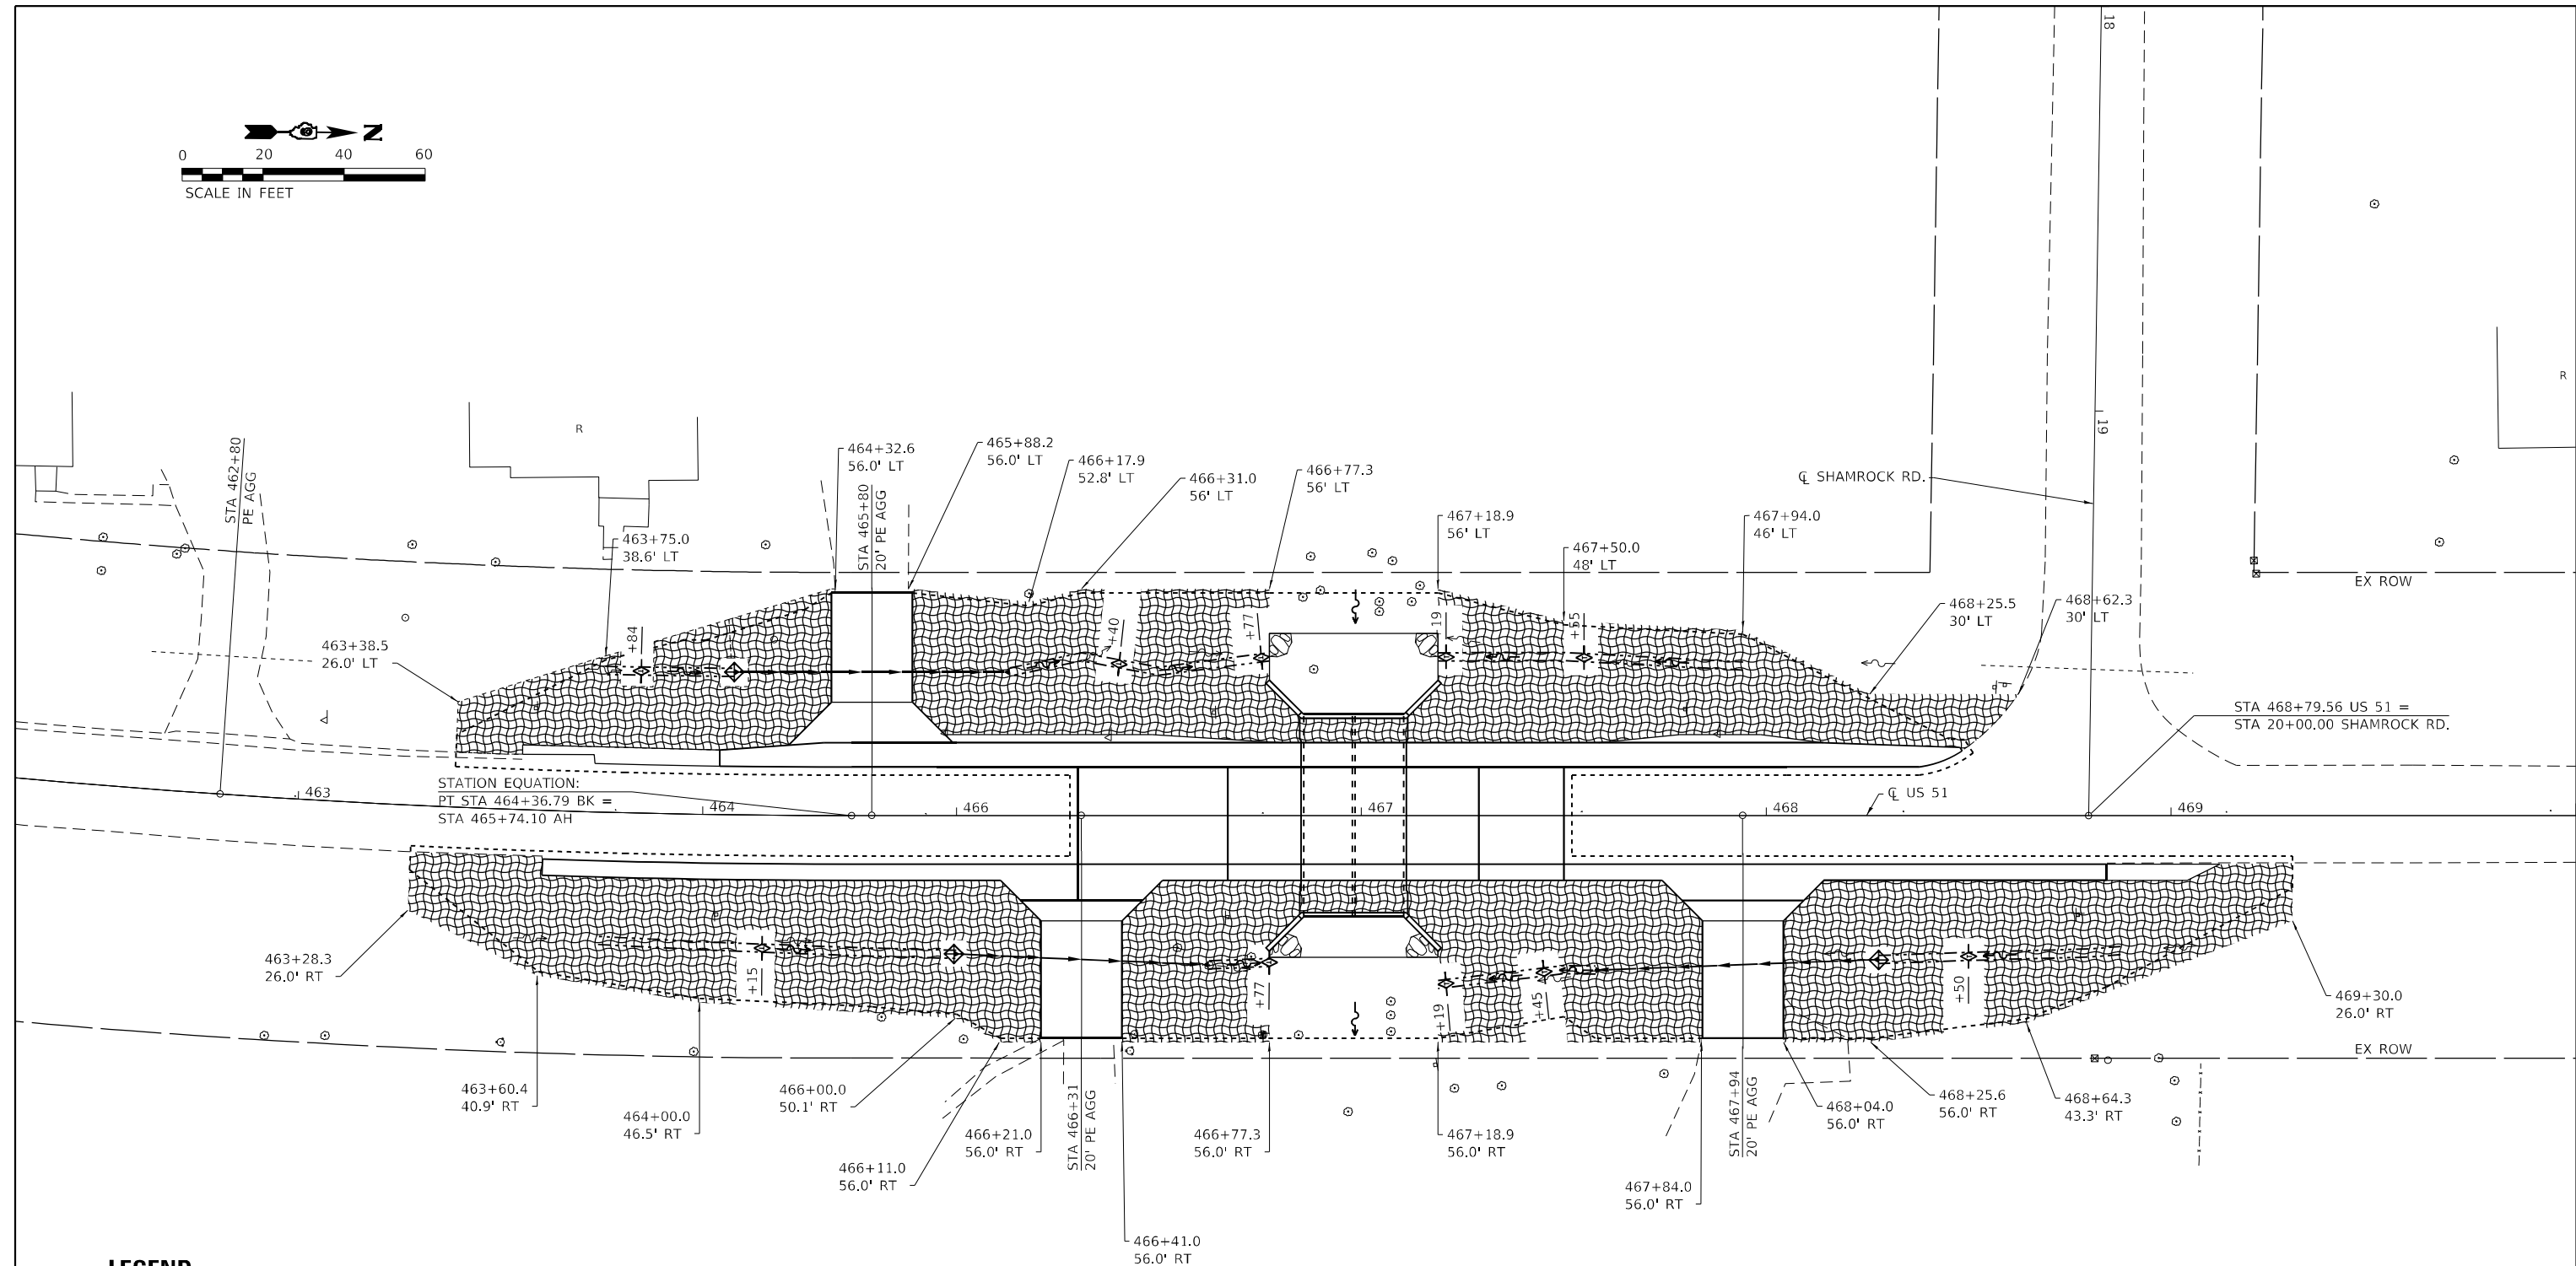 18
N
0 20 40 60
SCALE IN FEET
19
R
R
STA 462+80
PE AGG
464+32.6
56.0' LT
STA 465+80
20' PE AGG
465+88.2
56.0' LT
466+17.9
52.8' LT
466+31.0
56' LT
466+77.3
56' LT
467+18.9
56' LT
467+50.0
48' LT
467+94.0
46' LT
℄ SHAMROCK RD.
463+75.0
38.6' LT
EX ROW
468+25.5
30' LT
468+62.3
30' LT
463+38.5
26.0' LT
+84
+40
+77
+19
+55
STA 468+79.56 US 51 =
STA 20+00.00 SHAMROCK RD.
STATION EQUATION:
PT STA 464+36.79 BK =
STA 465+74.10 AH
463
464
466
467
468
469
℄ US 51
+15
+77
+19
+45
+50
463+28.3
26.0' RT
469+30.0
26.0' RT
EX ROW
463+60.4
40.9' RT
464+00.0
46.5' RT
466+00.0
50.1' RT
466+11.0
56.0' RT
466+21.0
56.0' RT
STA 466+31
20' PE AGG
466+41.0
56.0' RT
466+77.3
56.0' RT
467+18.9
56.0' RT
467+84.0
56.0' RT
STA 467+94
20' PE AGG
468+04.0
56.0' RT
468+25.6
56.0' RT
468+64.3
43.3' RT
LEGEND